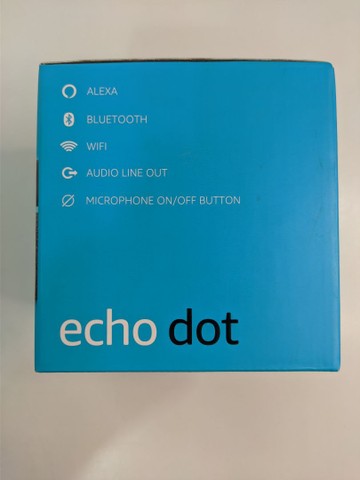 ALEXA
BLUETOOTH
WIFI
AUDIO LINE OUT
MICROPHONE ON/OFF BUTTON
echo dot